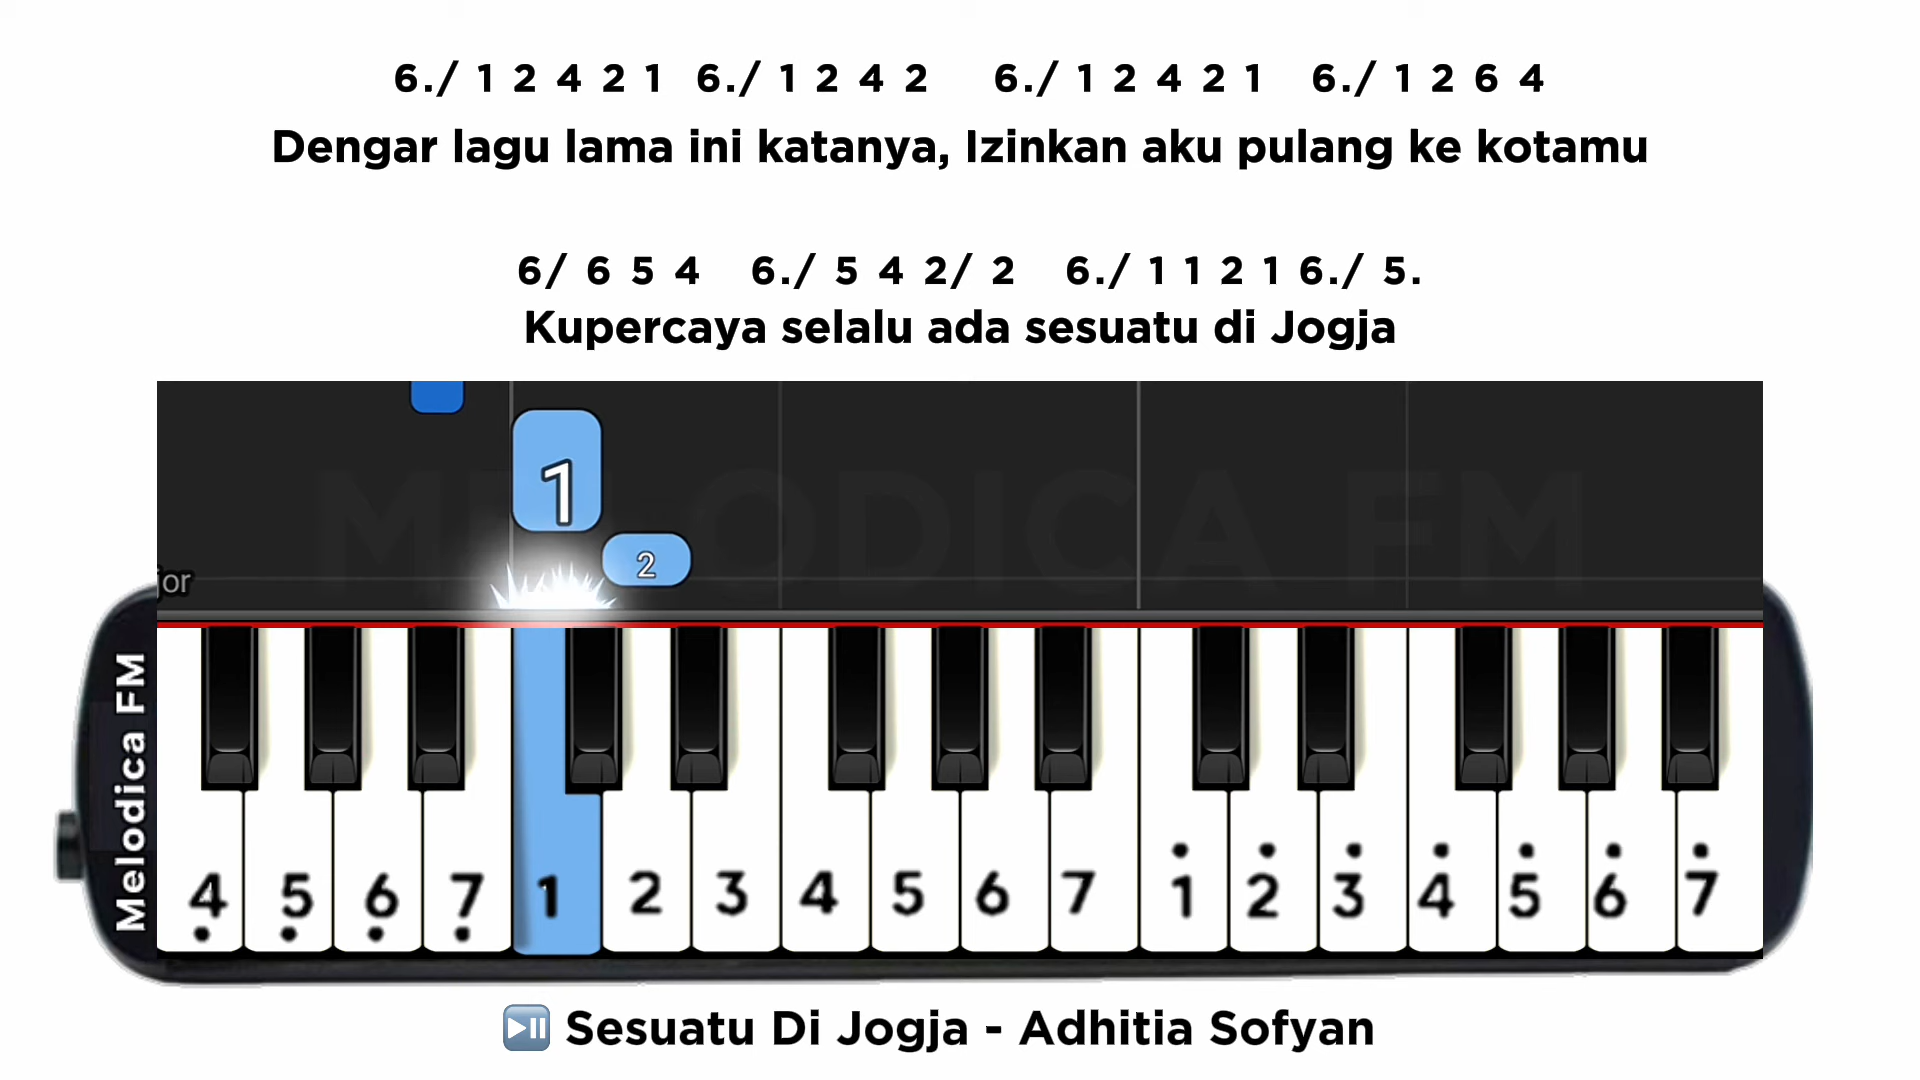 6./ 1 2 4 2 1 6./ 1 2 4 2 6./ 1 2 4 2 1 6./ 1 2 6 4
Dengar lagu lama ini katanya, Izinkan aku pulang ke kotamu
6/ 6 5 4 6./ 5 4 2/ 2 6./ 1 1 2 1 6./ 5.
Kupercaya selalu ada sesuatu di Jogja
MELODICA FM
1
2
jor
Melodica FM
4 5 6 7 1 2 3 4 5 6 7 1 2 3 4 5 6 7
Sesuatu Di Jogja - Adhitia Sofyan